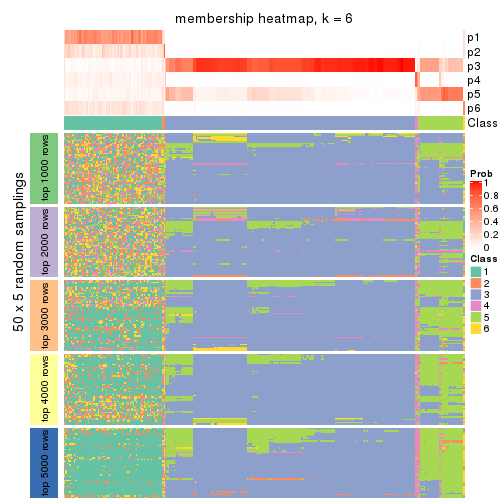 membership heatmap, k = 6
p1
p2
p3
p4
p5
p6
Class
50 x 5 random samplings
top 1000 rows
top 2000 rows
top 3000 rows
top 4000 rows
top 5000 rows
Prob
1
0.8
0.6
0.4
0.2
0
Class
1
2
3
4
5
6